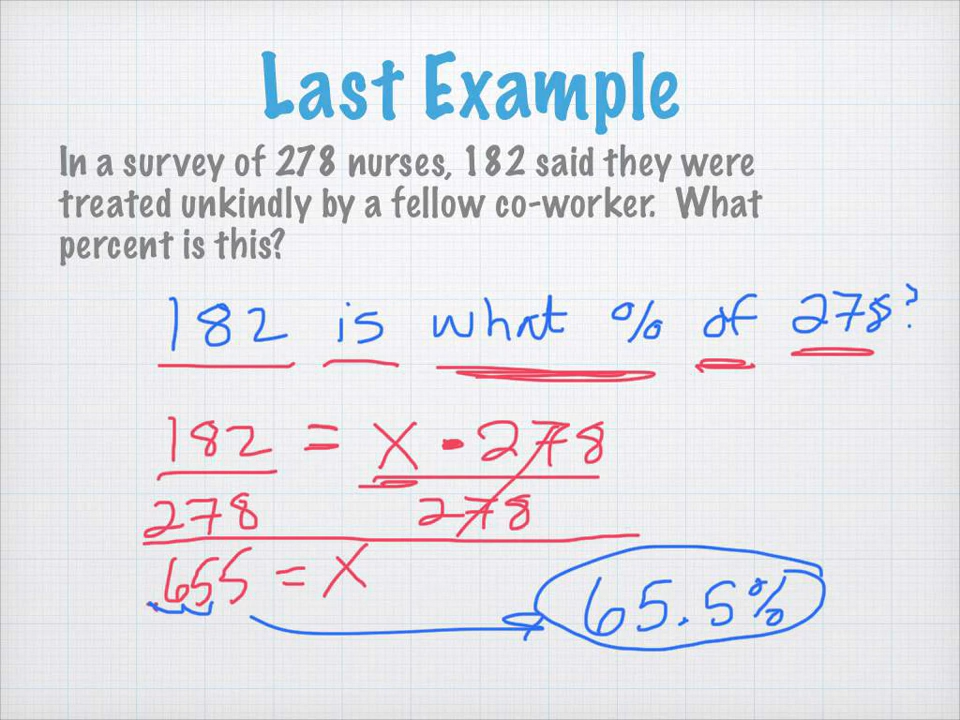 Last Example
In a survey of 278 nurses, 182 said they were
treated unkindly by a fellow co-worker. What
percent is this?
182 is what % of 278?
182 = X · 278
278 278
.655 = X
65.5%